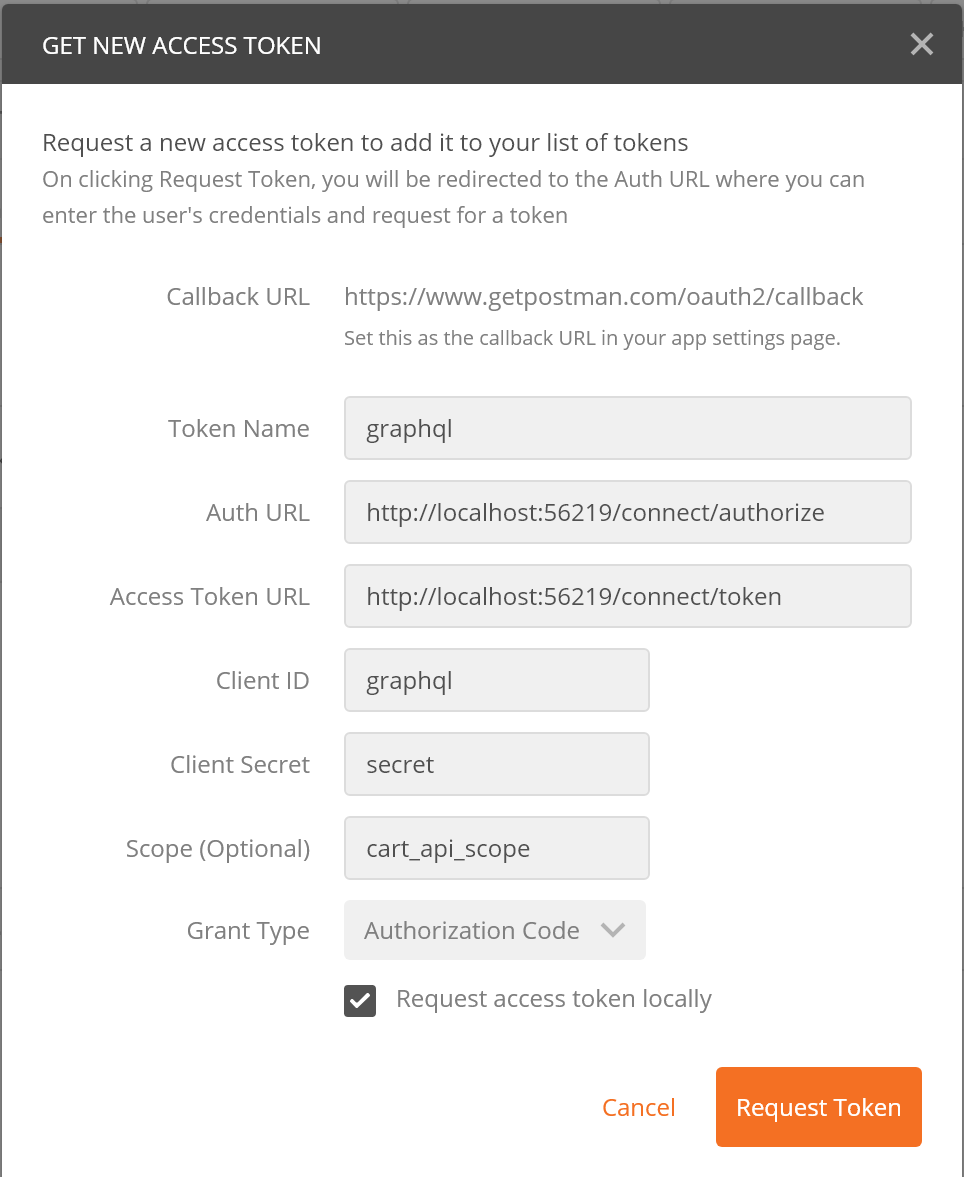 GET NEW ACCESS TOKEN
Request a new access token to add it to your list of tokens
On clicking Request Token, you will be redirected to the Auth URL where you can
enter the user's credentials and request for a token
Callback URL https://www.getpostman.com/oauth2/callback
Set this as the callback URL in your app settings page.
Token Name graphql
Auth URL http://localhost:56219/connect/authorize
Access Token URL http://localhost:56219/connect/token
Client ID graphql
Client Secret secret
Scope (Optional) cart_api_scope
Grant Type Authorization Code
Request access token locally
Cancel Request Token